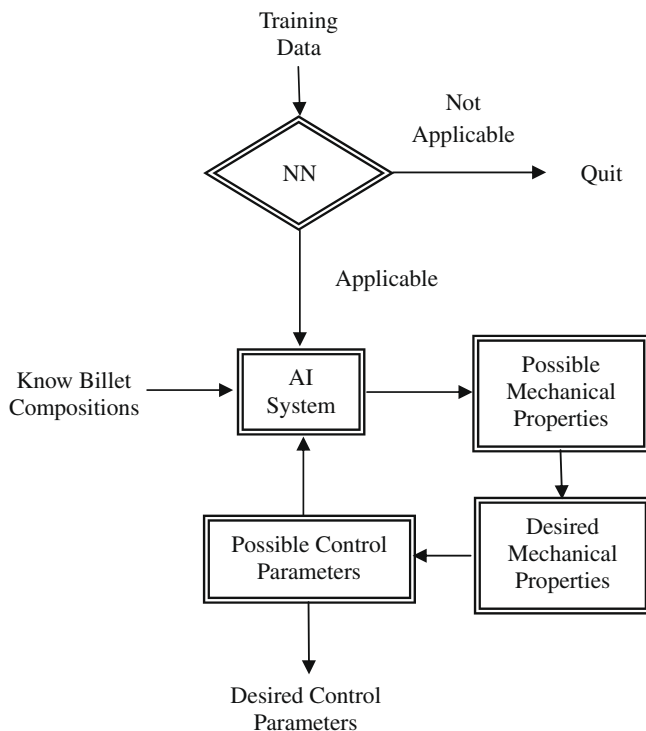 Training
Data
Not
Applicable
NN
Quit
Applicable
Know Billet
Compositions
AI
System
Possible
Mechanical
Properties
Possible Control
Parameters
Desired
Mechanical
Properties
Desired Control
Parameters